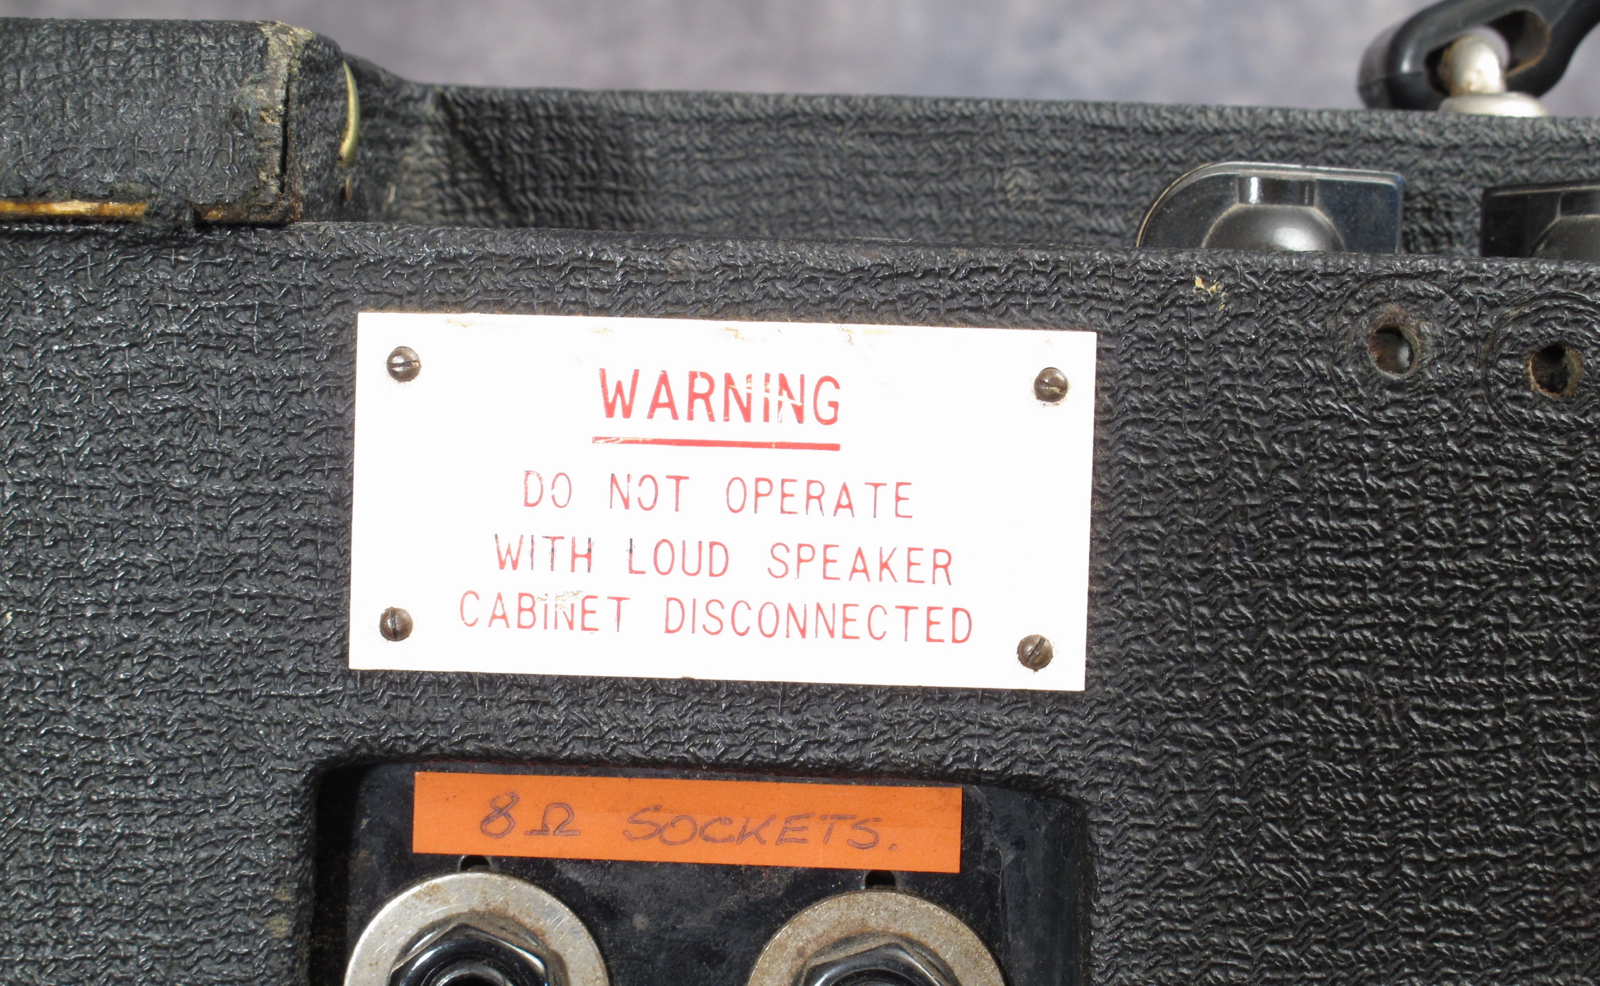 WARNING
DO NOT OPERATE
WITH LOUD SPEAKER
CABINET DISCONNECTED
8Ω SOCKETS.